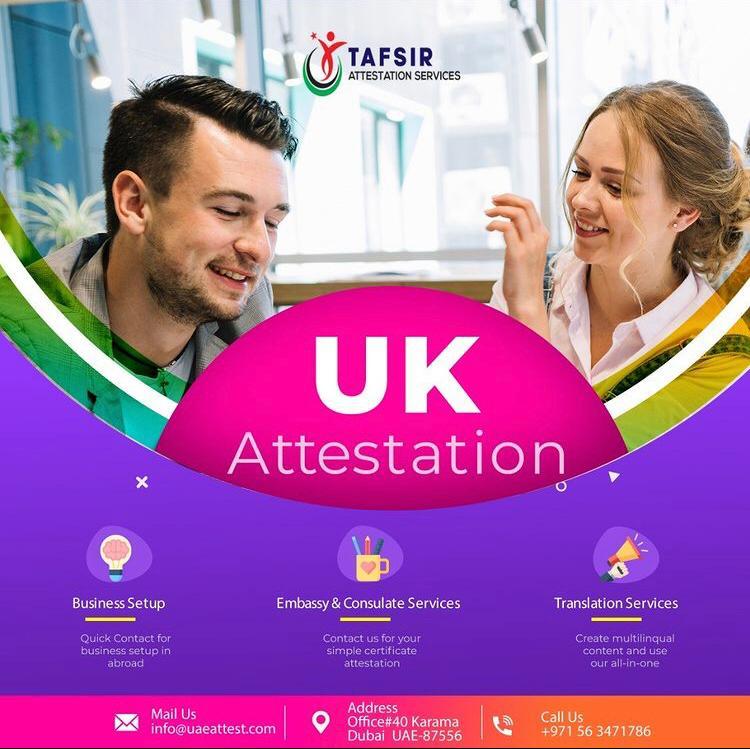 TAFSIR
ATTESTATION SERVICES
UK
Attestation
Business Setup
Quick Contact for
business setup in
abroad
Embassy & Consulate Services
Contact us for your
simple certificate
attestation
Translation Services
Create multilinqual
content and use
our all-in-one
Mail Us
info@uaeattest.com
Address
Office#40 Karama
Dubai UAE-87556
Call Us
+971 56 3471786